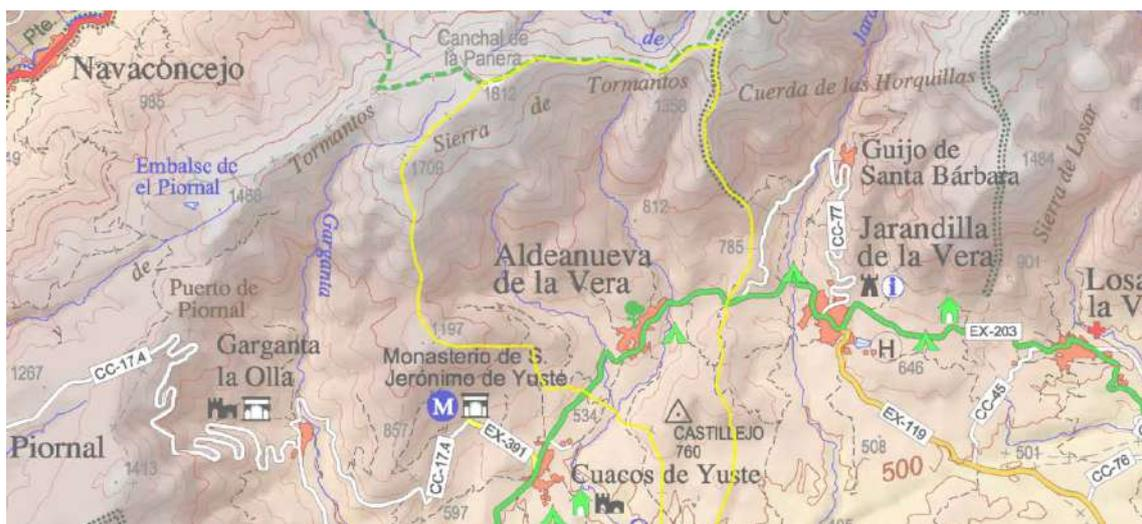 Pte.
Navaconcejo
985
Canchal de
la Panera
1812
de
Tormantos
1358
Cuerda de las Horquillas
Sierra
de
Tormantos
1709
Embalse de
el Piornal
1468
de
Garganta
Guijo de
Santa Bárbara
1484
Sierra de Losar
CC-77
812
785
Aldeanueva
de la Vera
Jarandilla
de la Vera
i
901
Puerto de
Piornal
1197
Garganta
la Olla
Monasterio de S.
Jerónimo de Yuste
M
CC-17.4
1267
EX-203
H
646
534
CASTILLEJO
760
EX-391
857
CC-17.4
CC-45
EX-119
508
500
501
CC-76
Piornal
1413
Cuacos de Yuste
597